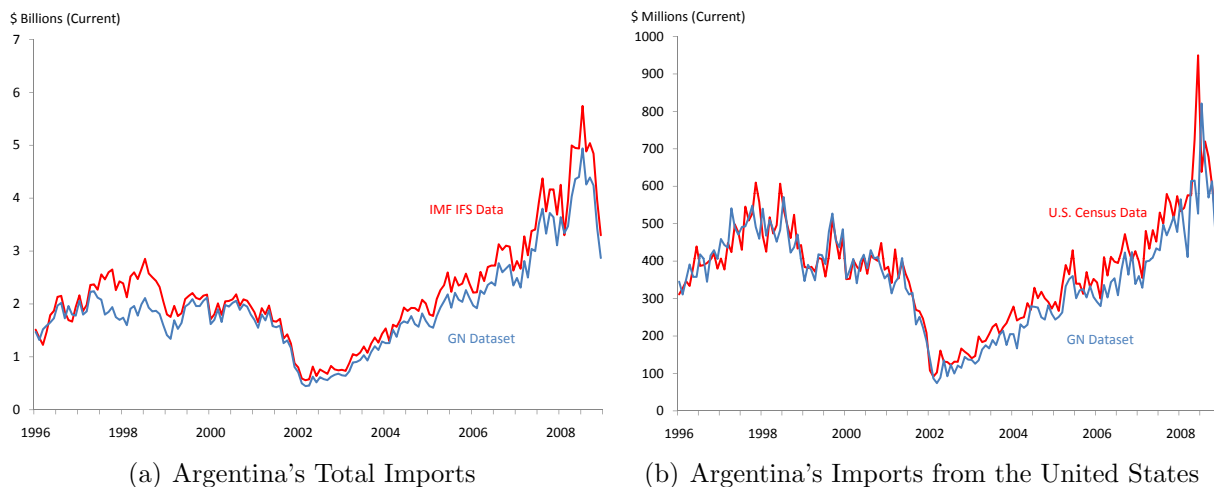 $ Billions (Current)
7
6
5
4
3
2
1
0
IMF IFS Data
GN Dataset
1996 1998 2000 2002 2004 2006 2008
(a) Argentina's Total Imports
$ Millions (Current)
1000
900
800
700
600
500
400
300
200
100
0
U.S. Census Data
GN Dataset
1996 1998 2000 2002 2004 2006 2008
(b) Argentina's Imports from the United States